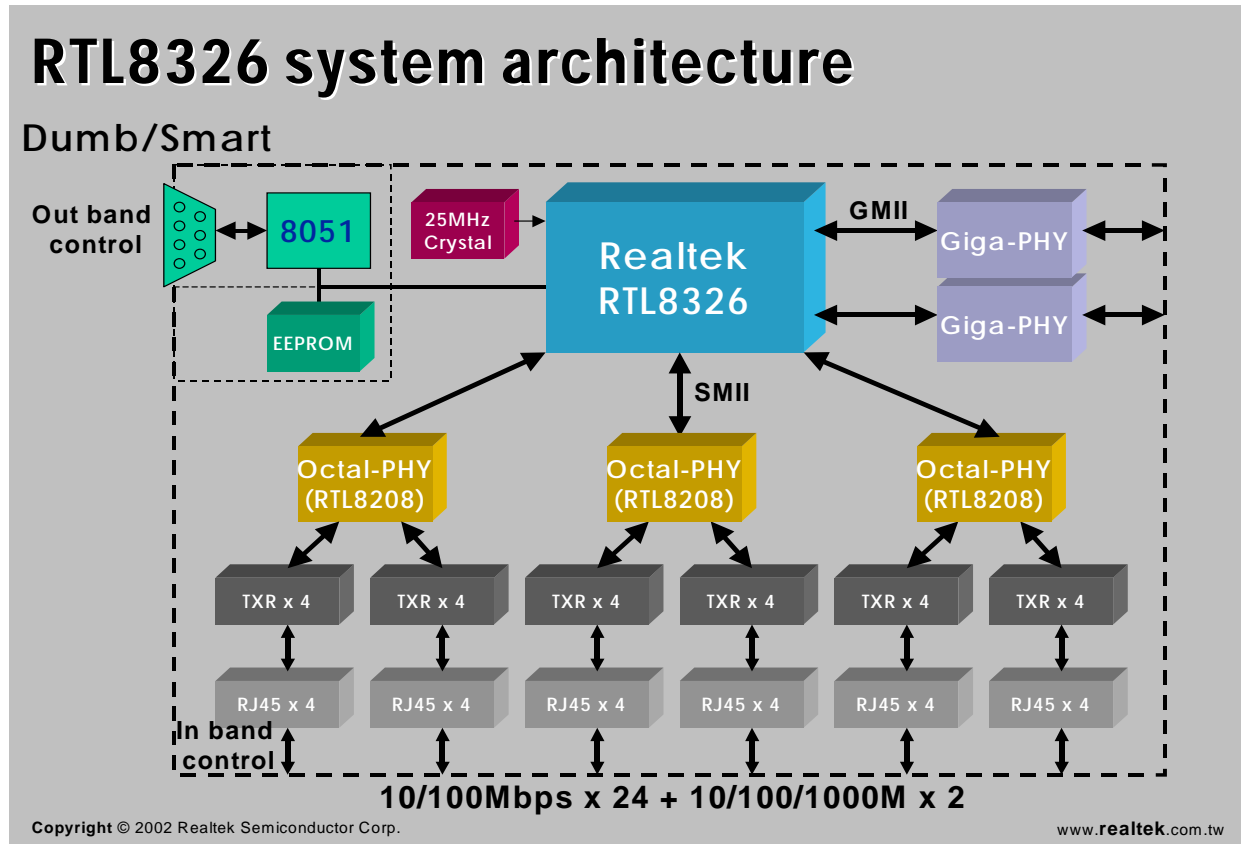 RTL8326 system architecture
Dumb/Smart
Out band
control
8051
EEPROM
25MHz
Crystal
Realtek
RTL8326
GMII
Giga-PHY
Giga-PHY
SMII
Octal-PHY
(RTL8208)
Octal-PHY
(RTL8208)
Octal-PHY
(RTL8208)
TXR x 4
TXR x 4
TXR x 4
TXR x 4
TXR x 4
TXR x 4
RJ45 x 4
RJ45 x 4
RJ45 x 4
RJ45 x 4
RJ45 x 4
RJ45 x 4
In band
control
10/100Mbps x 24 + 10/100/1000M x 2
Copyright © 2002 Realtek Semiconductor Corp.
www.realtek.com.tw